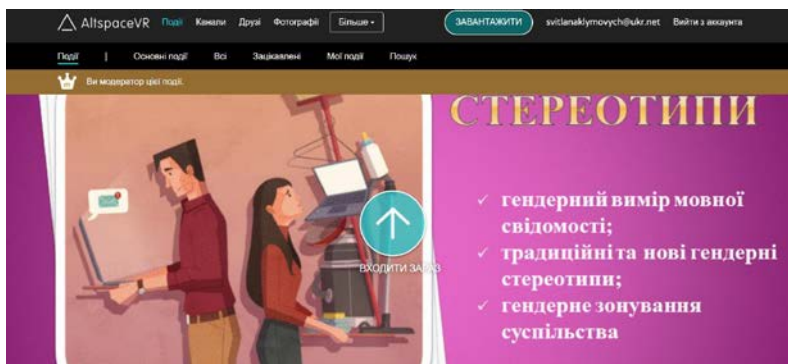 AltspaceVR Події Канали Друзі Фотографії Більше ЗАВАНТАЖИТИ svitlanaklymovych@ukr.net Вийти з аккаунта
Події | Основні події Всі Зацікавлені Мої події Пошук
Ви модератор цієї події.
СТЕРЕОТИПИ
✓ гендерний вимір мовної
свідомості;
✓ традиційні та нові гендерні
стереотипи;
✓ гендерне зонування
суспільства
ВХОДИТИ ЗАРАЗ